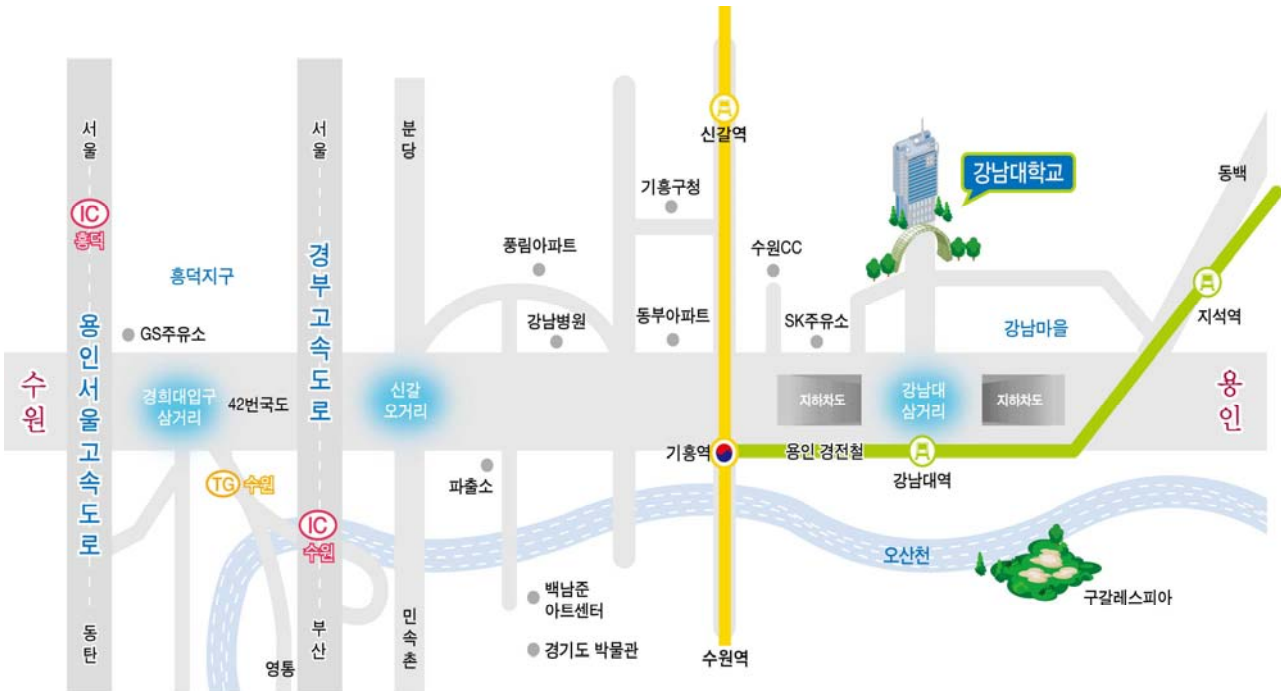 서울
서울
분당
신갈역
강남대학교
동백
기흥구청
IC
흥덕
풍림아파트
수원CC
흥덕지구
경부고속도로
GS주유소
용인서울고속도로
강남병원
동부아파트
SK주유소
강남마을
지석역
수원
경희대입구
삼거리
42번국도
신갈
오거리
지하차도
강남대
삼거리
지하차도
용인
기흥역
용인 경전철
강남대역
TG 수원
파출소
IC
수원
오산천
백남준
아트센터
구갈레스피아
동탄
영통
부산
민속촌
경기도 박물관
수원역